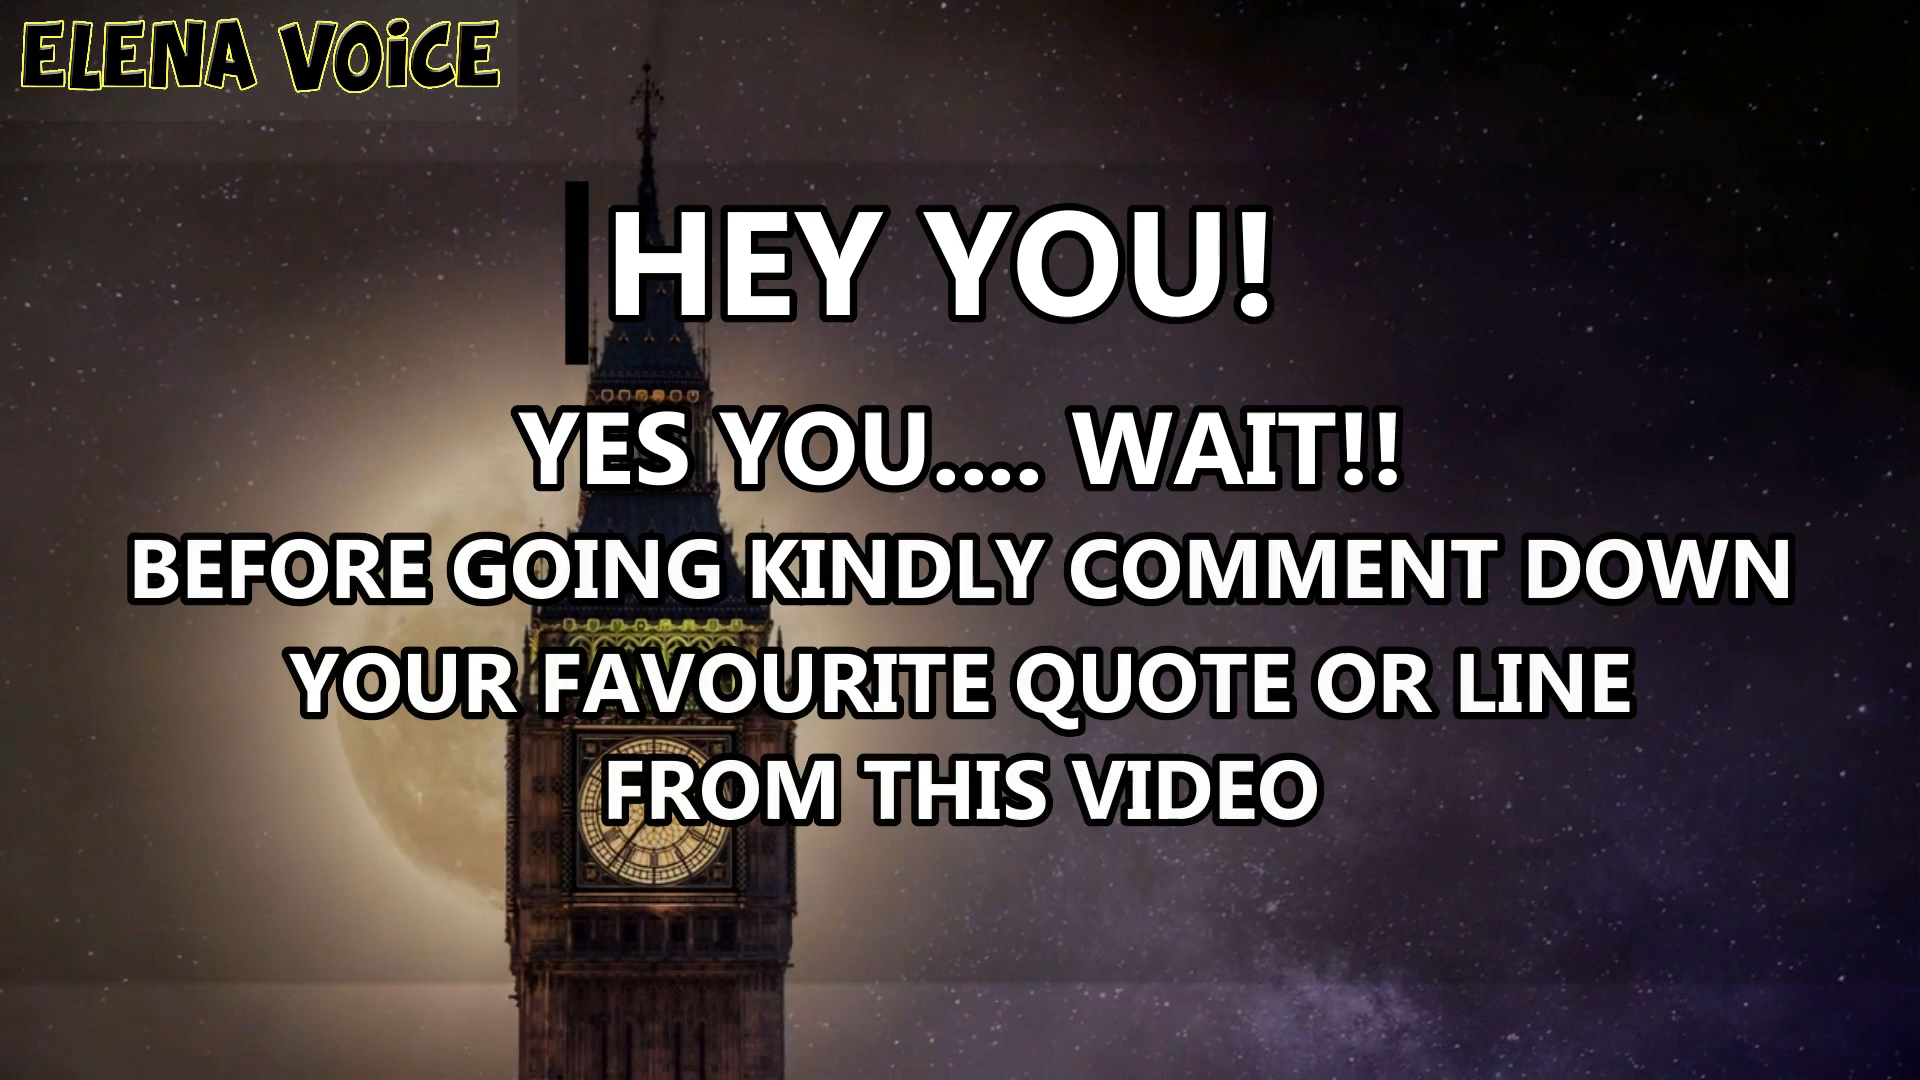 ELENA VOiCE
HEY YOU!
YES YOU.... WAIT!!
BEFORE GOING KINDLY COMMENT DOWN
YOUR FAVOURITE QUOTE OR LINE
FROM THIS VIDEO